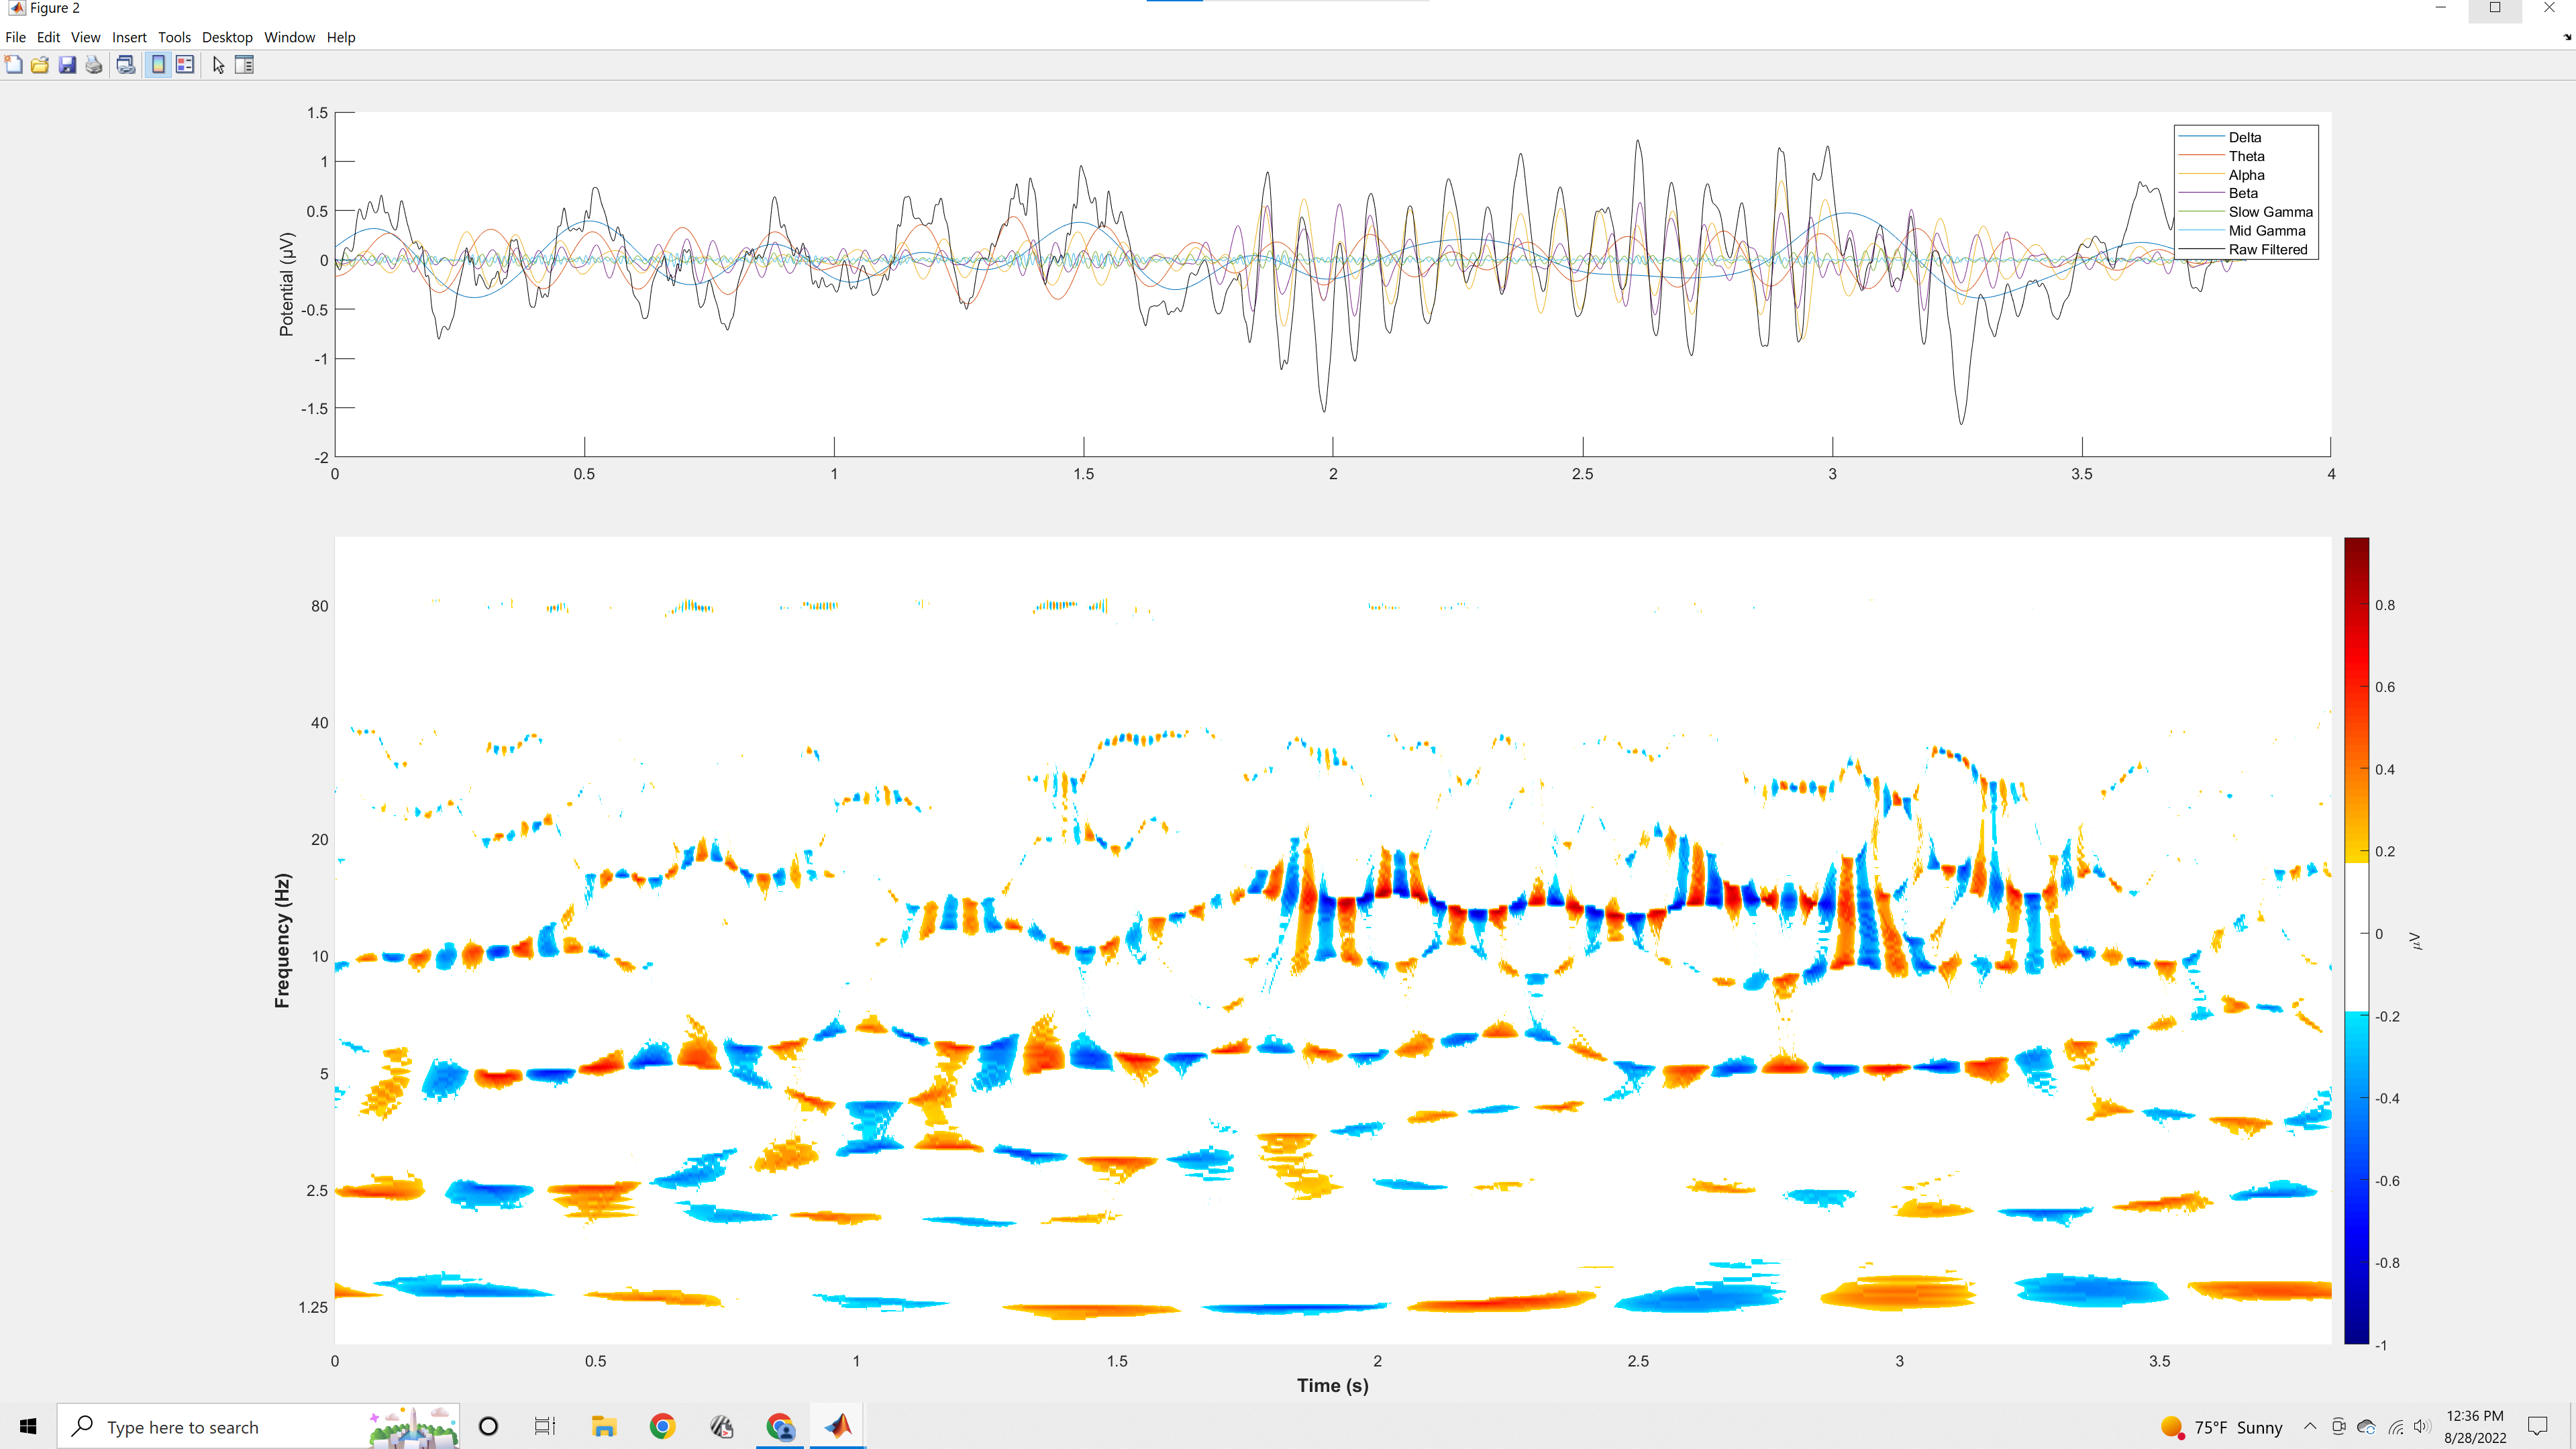 Figure 2
File Edit View Insert Tools Desktop Window Help
1.5
1
0.5
0
-0.5
-1
-1.5
-2
Potential (μV)
0 0.5 1 1.5 2 2.5 3 3.5 4
Delta
Theta
Alpha
Beta
Slow Gamma
Mid Gamma
Raw Filtered
80
40
20
10
5
2.5
1.25
Frequency (Hz)
0 0.5 1 1.5 2 2.5 3 3.5
Time (s)
0.8
0.6
0.4
0.2
0
-0.2
-0.4
-0.6
-0.8
-1
μV
Type here to search
75°F Sunny
12:36 PM
8/28/2022